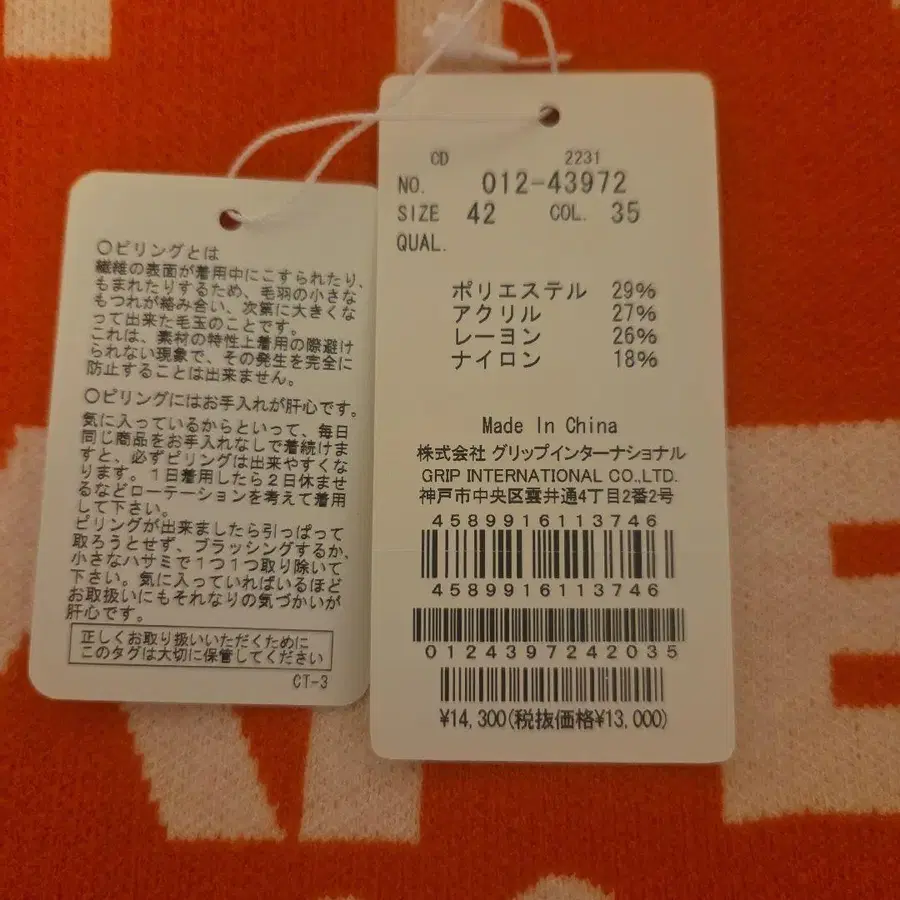 ○ピリングとは
繊維の表面が着用中にこすられたり、
もまれたりするため、毛羽の小さな
もつれが絡み合い、次第に大きくな
って出来た毛玉のことです。
これは、素材の特性上着用の際避け
られない現象で、その発生を完全に
防止することは出来ません。
○ピリングにはお手入れが肝心です。
気に入っているからといって、毎日
同じ商品をお手入れなしで着続けま
すと、必ずピリングは出来やすくな
ります。1日着用したら2日休ませ
るなどローテーションを考えて着用
して下さい。
ピリングが出来ましたら引っぱって
取ろうとせず、ブラッシングするか、
小さなハサミで1つ1つ取り除いて
下さい。気に入っていればいるほど
お取扱いにもそれなりの気づかいが
肝心です。
正しくお取り扱いいただくために
このタグは大切に保管してください
CT-3
CD 2231
NO. 012-43972
SIZE 42 COL. 35
QUAL.
ポリエステル 29%
アクリル 27%
レーヨン 26%
ナイロン 18%
Made In China
株式会社 グリップインターナショナル
GRIP INTERNATIONAL CO.,LTD.
神戸市中央区雲井通4丁目2番2号
4589916113746
4589916113746
0124397242035
¥14,300(税抜価格¥13,000)